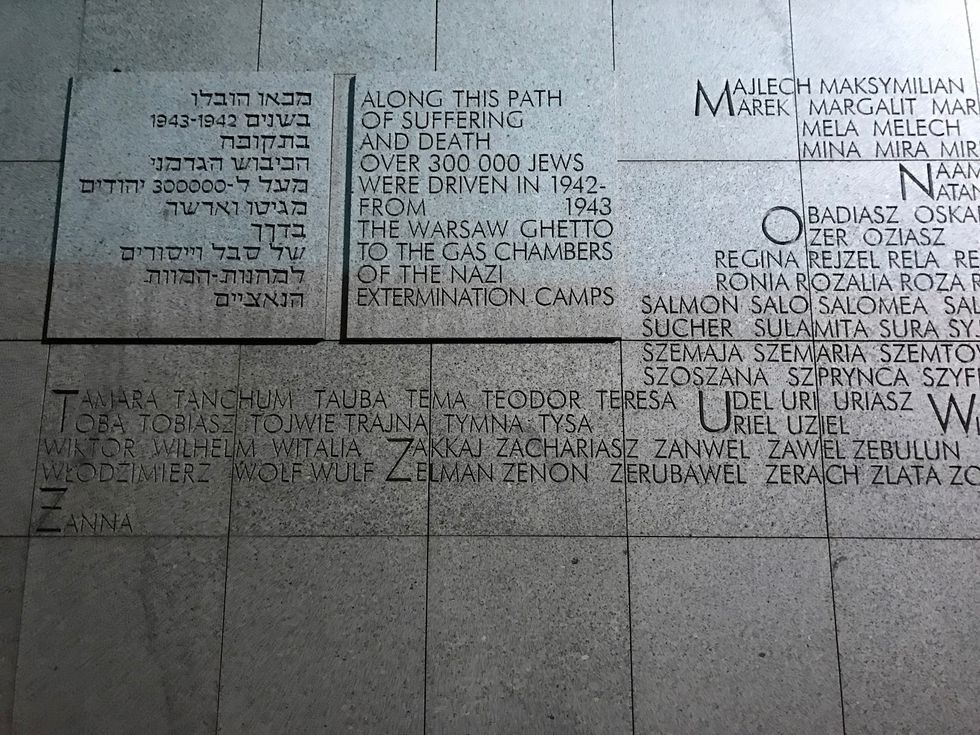 מכאן הובלו
בשנים 1943-1942
בתקופת
הכיבוש הגרמני
מעל ל-300000 יהודים
מגיטו וארשה
בדרך
של סבל וייסורים
למחנות-המוות
הנאציים
ALONG THIS PATH
OF SUFFERING
AND DEATH
OVER 300 000 JEWS
WERE DRIVEN IN 1942-
FROM 1943
THE WARSAW GHETTO
TO THE GAS CHAMBERS
OF THE NAZI
EXTERMINATION CAMPS
MAJLECH MAKSYMILIAN
MAREK MARGALIT
MELA MELECH
MINA MIRA
OBADIASZ
OZER OZIASZ
REGINA REJZEL RELA
RONIA ROZALIA ROZA
SALMON SALO SALOMEA
SUCHER SULAMITA SURA
SZEMAJA SZEMARIA
SZOSZANA SZPRYNCA
TAMARA TANCHUM TAUBA TEMA TEODOR TERESA UDEL URI URIASZ
TOBA TOBIASZ TOJWIE TRAJNA TYMNA TYSA URIEL UZIEL
WIKTOR WILHELM WITALIA ZAKKAJ ZACHARIASZ ZANWEL ZAWEL ZEBULUN
WŁODZIMIERZ WOLF WULF ZELMAN ZENON ZERUBAWEL ZERACH ZLATA
ŻANNA